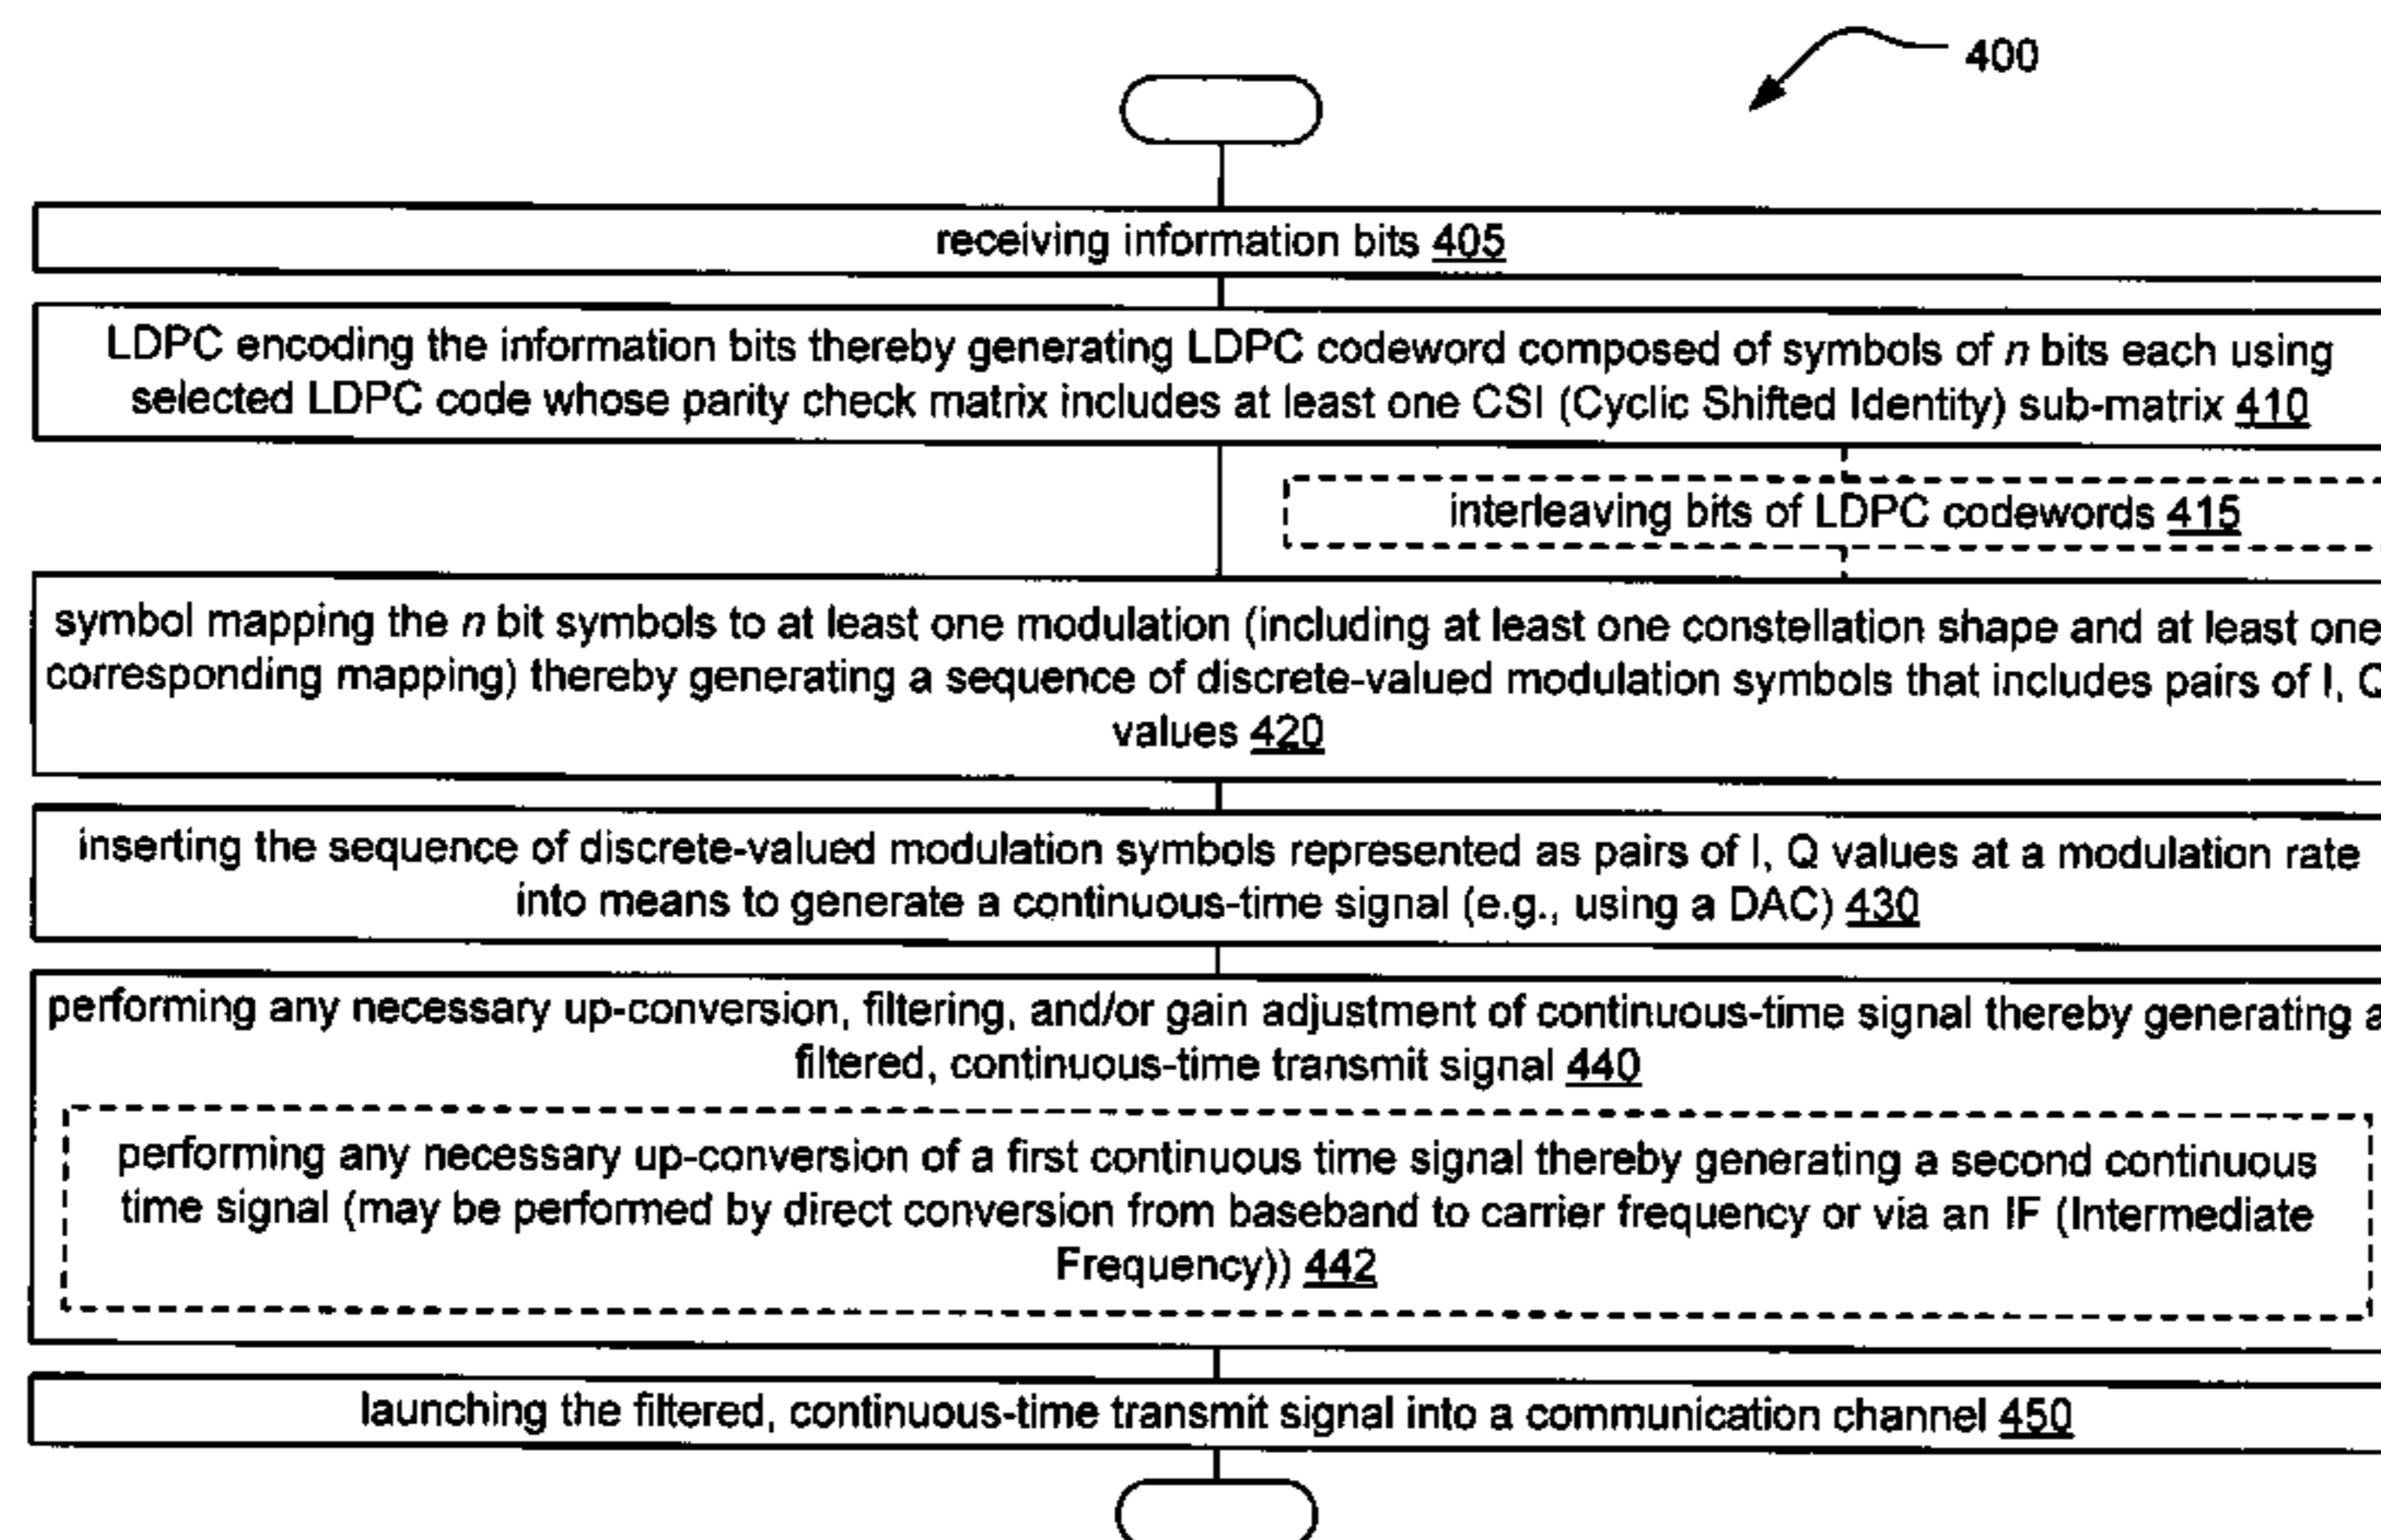 400
receiving information bits 405
LDPC encoding the information bits thereby generating LDPC codeword composed of symbols of n bits each using
selected LDPC code whose parity check matrix includes at least one CSI (Cyclic Shifted Identity) sub-matrix 410
interleaving bits of LDPC codewords 415
symbol mapping the n bit symbols to at least one modulation (including at least one constellation shape and at least one
corresponding mapping) thereby generating a sequence of discrete-valued modulation symbols that includes pairs of I, Q
values 420
inserting the sequence of discrete-valued modulation symbols represented as pairs of I, Q values at a modulation rate
into means to generate a continuous-time signal (e.g., using a DAC) 430
performing any necessary up-conversion, filtering, and/or gain adjustment of continuous-time signal thereby generating a
filtered, continuous-time transmit signal 440
performing any necessary up-conversion of a first continuous time signal thereby generating a second continuous
time signal (may be performed by direct conversion from baseband to carrier frequency or via an IF (Intermediate
Frequency)) 442
launching the filtered, continuous-time transmit signal into a communication channel 450